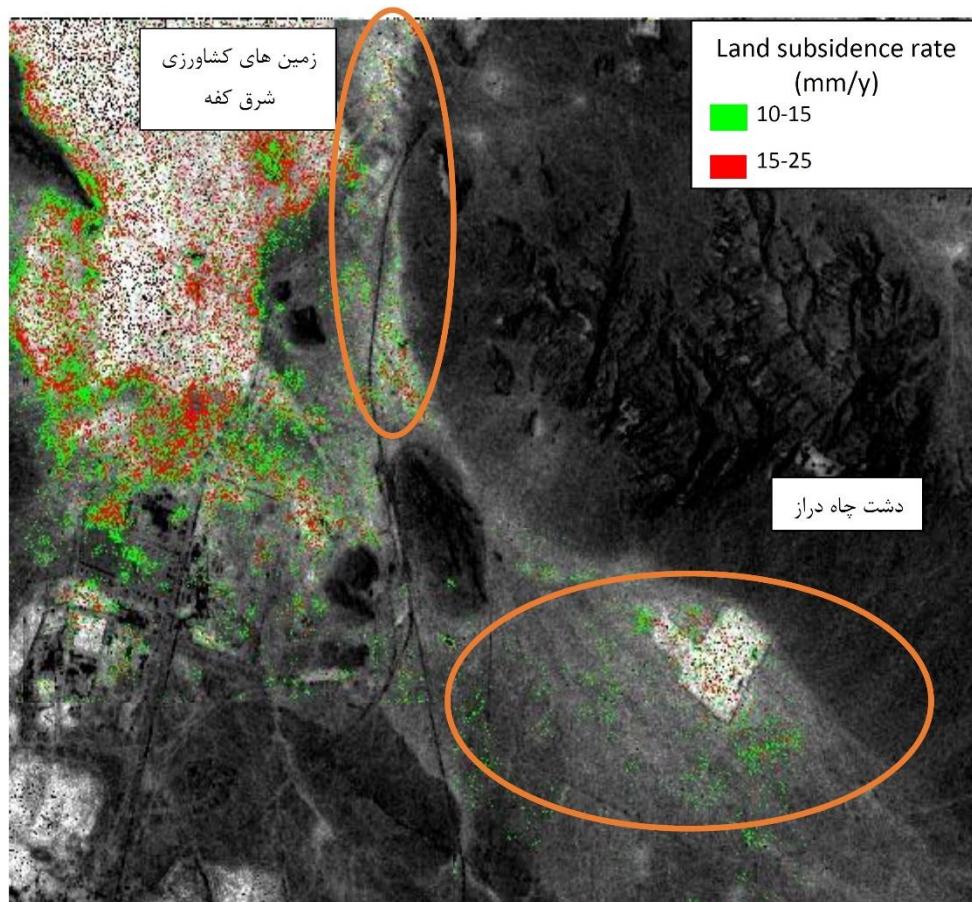 زمین های کشاورزی
شرق کفه
Land subsidence rate
(mm/y)
10-15
15-25
دشت چاه دراز